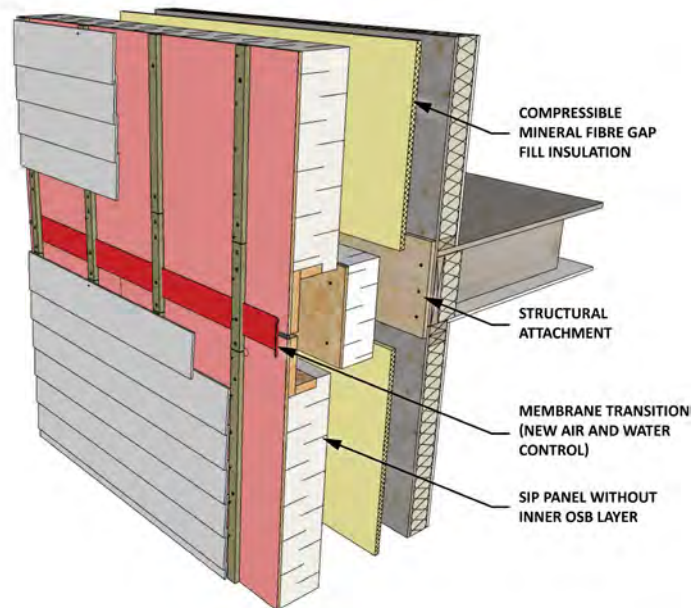 COMPRESSIBLE
MINERAL FIBRE GAP
FILL INSULATION
STRUCTURAL
ATTACHMENT
MEMBRANE TRANSITION
(NEW AIR AND WATER
CONTROL)
SIP PANEL WITHOUT
INNER OSB LAYER